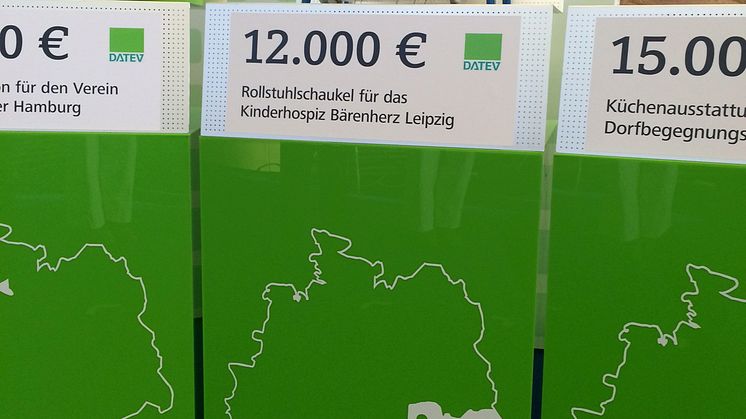 0 €
DATEV
für den Verein
Hamburg
12.000 €
DATEV
Rollstuhlschaukel für das
Kinderhospiz Bärenherz Leipzig
15.00
Küchenausstattu
Dorfbegegnungs